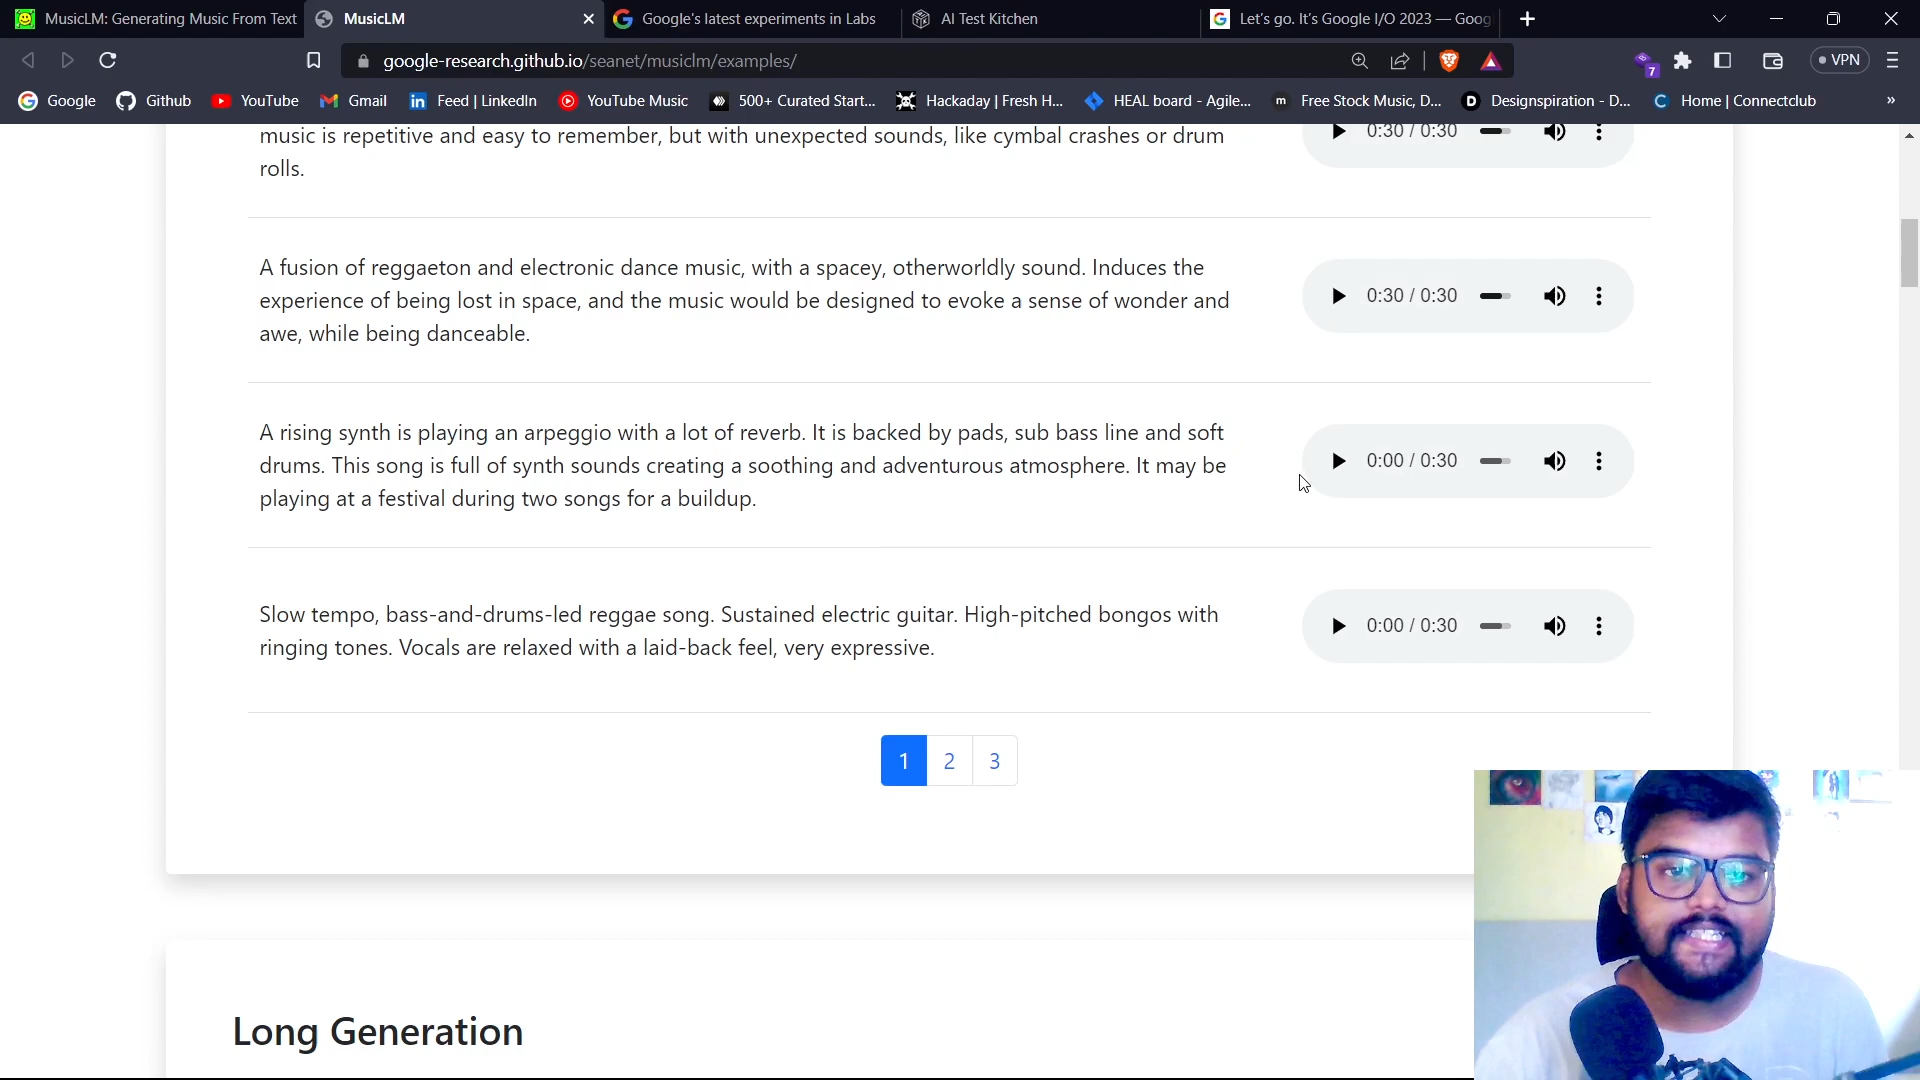 MusicLM: Generating Music From Text
MusicLM
Google's latest experiments in Labs
AI Test Kitchen
Let's go. It's Google I/O 2023 — Goog
google-research.github.io/seanet/musiclm/examples/
7
VPN
Google
Github
YouTube
Gmail
Feed | LinkedIn
YouTube Music
500+ Curated Start...
Hackaday | Fresh H...
HEAL board - Agile...
Free Stock Music, D...
Designspiration - D...
Home | Connectclub
»
music is repetitive and easy to remember, but with unexpected sounds, like cymbal crashes or drum
rolls.
0:30 / 0:30
A fusion of reggaeton and electronic dance music, with a spacey, otherworldly sound. Induces the
experience of being lost in space, and the music would be designed to evoke a sense of wonder and
awe, while being danceable.
0:30 / 0:30
A rising synth is playing an arpeggio with a lot of reverb. It is backed by pads, sub bass line and soft
drums. This song is full of synth sounds creating a soothing and adventurous atmosphere. It may be
playing at a festival during two songs for a buildup.
0:00 / 0:30
Slow tempo, bass-and-drums-led reggae song. Sustained electric guitar. High-pitched bongos with
ringing tones. Vocals are relaxed with a laid-back feel, very expressive.
0:00 / 0:30
1 2 3
Long Generation